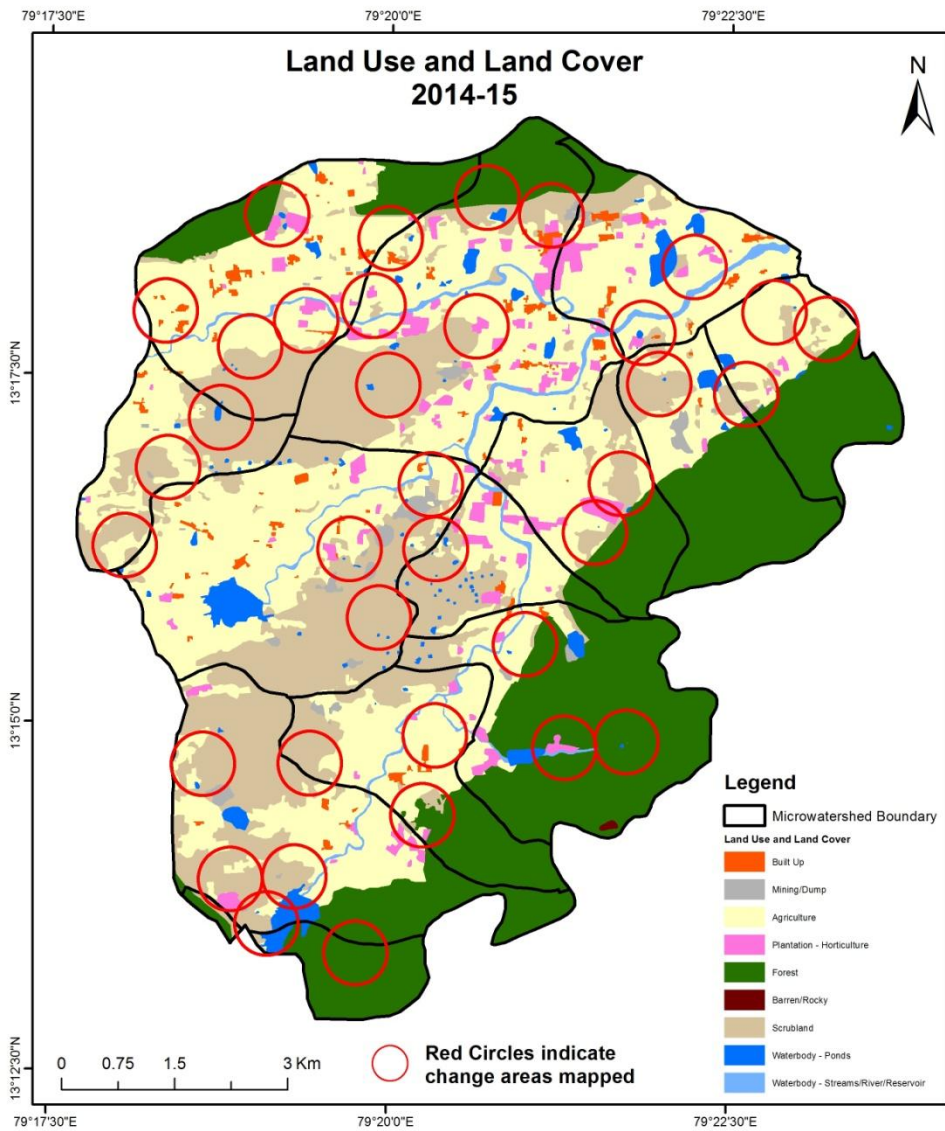 79°17'30"E 79°20'0"E 79°22'30"E
Land Use and Land Cover
2014-15
N
13°17'30"N
13°15'0"N
13°12'30"N
Legend
Microwatershed Boundary
Land Use and Land Cover
Built Up
Mining/Dump
Agriculture
Plantation - Horticulture
Forest
Barren/Rocky
Scrubland
Waterbody - Ponds
Waterbody - Streams/River/Reservoir
0 0.75 1.5 3 Km
Red Circles indicate
change areas mapped
79°17'30"E 79°20'0"E 79°22'30"E